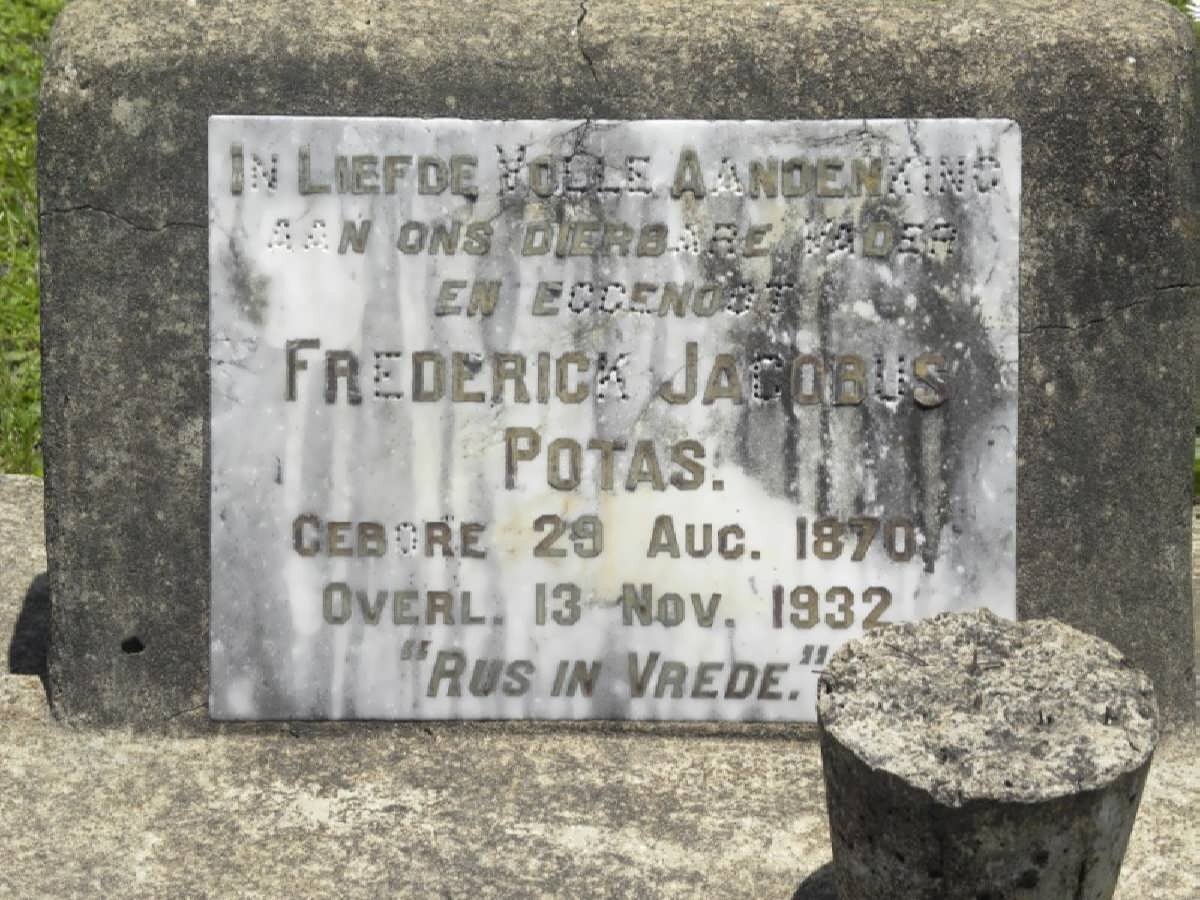 IN LIEFDE VOLLE AANDENKING
AAN ONS DIERBARE VADER
EN EGGENOOT
FREDERICK JACOBUS
POTAS.
GEBORE 29 AUG. 1870,
OVERL. 13 NOV. 1932
"RUS IN VREDE."